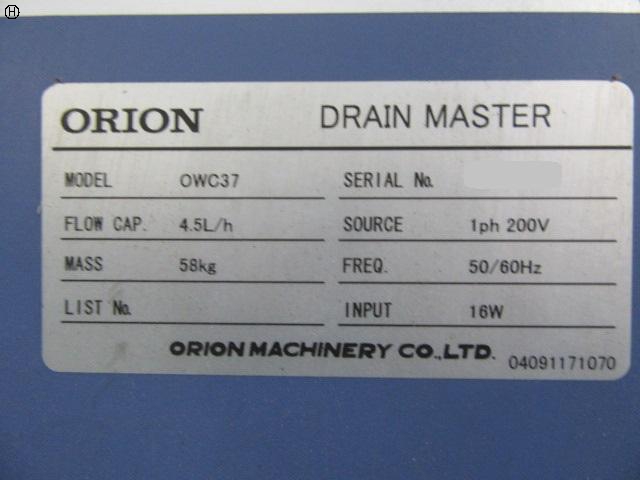 H
ORION DRAIN MASTER
MODEL OWC37 SERIAL No.
FLOW CAP. 4.5L/h SOURCE 1ph 200V
MASS 58kg FREQ. 50/60Hz
LIST No. INPUT 16W
ORION MACHINERY CO.,LTD. 04091171070